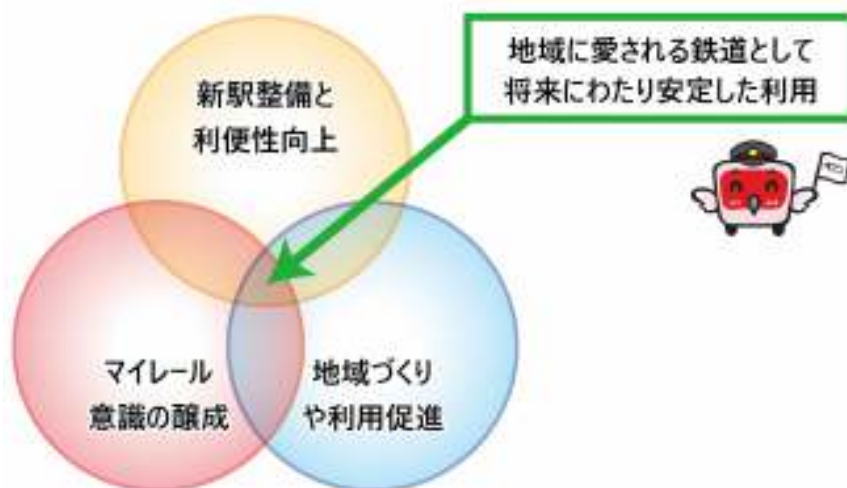 地域に愛される鉄道として
将来にわたり安定した利用
新駅整備と
利便性向上
マイレール
意識の醸成
地域づくり
や利用促進